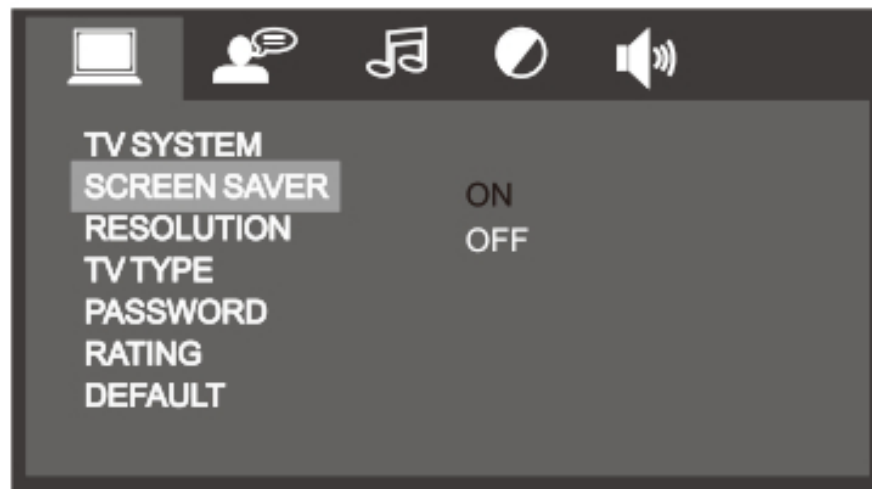 TV SYSTEM
SCREEN SAVER
ON
RESOLUTION
OFF
TV TYPE
PASSWORD
RATING
DEFAULT